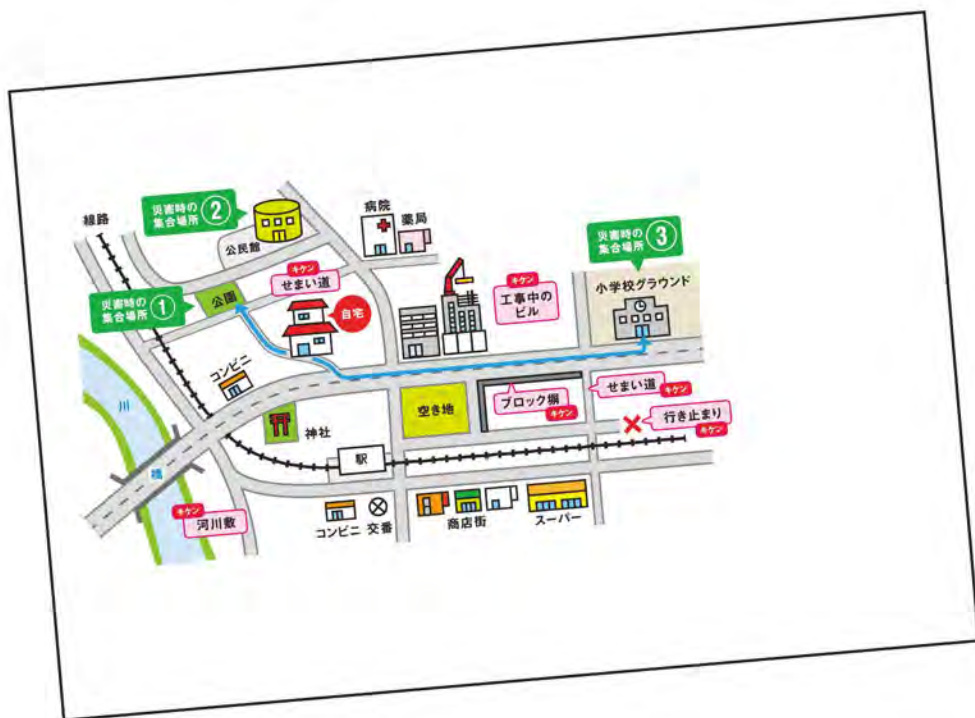 線路
災害時の
集合場所 ②
公民館
病院
薬局
災害時の
集合場所 ③
小学校グラウンド
災害時の
集合場所 ①
公園
キケン
せまい道
自宅
キケン
工事中の
ビル
コンビニ
川
橋
神社
空き地
ブロック塀
キケン
せまい道
キケン
行き止まり
キケン
駅
キケン
河川敷
コンビニ
交番
商店街
スーパー